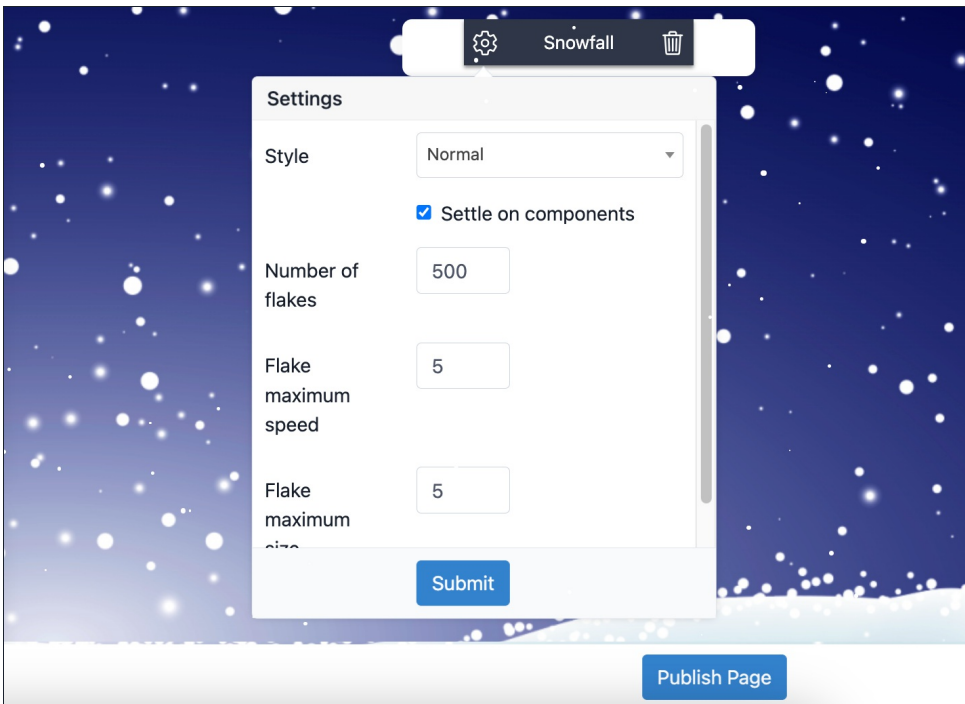 Snowfall
Settings
Style
Normal
Settle on components
Number of
flakes
500
Flake
maximum
speed
5
Flake
maximum
size
5
Submit
Publish Page